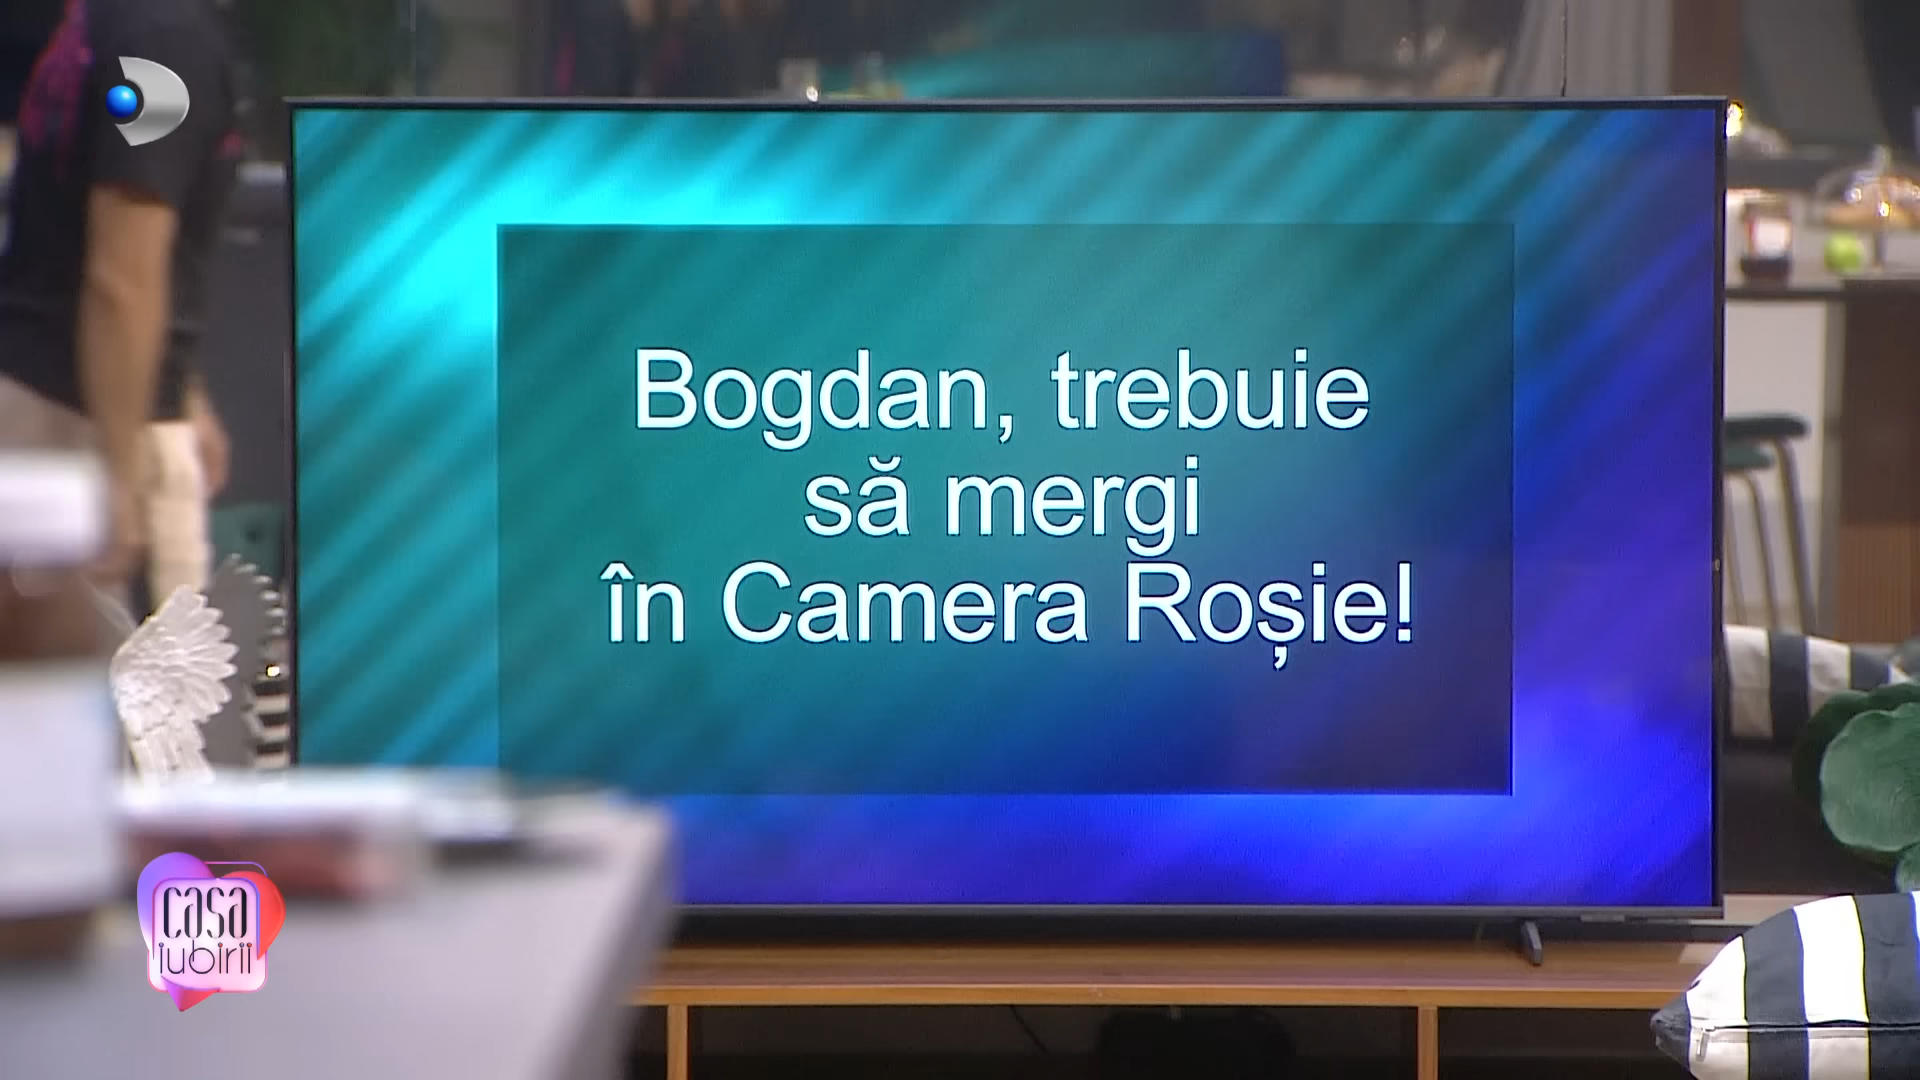 Bogdan, trebuie
să mergi
în Camera Roșie!
casa
iubirii